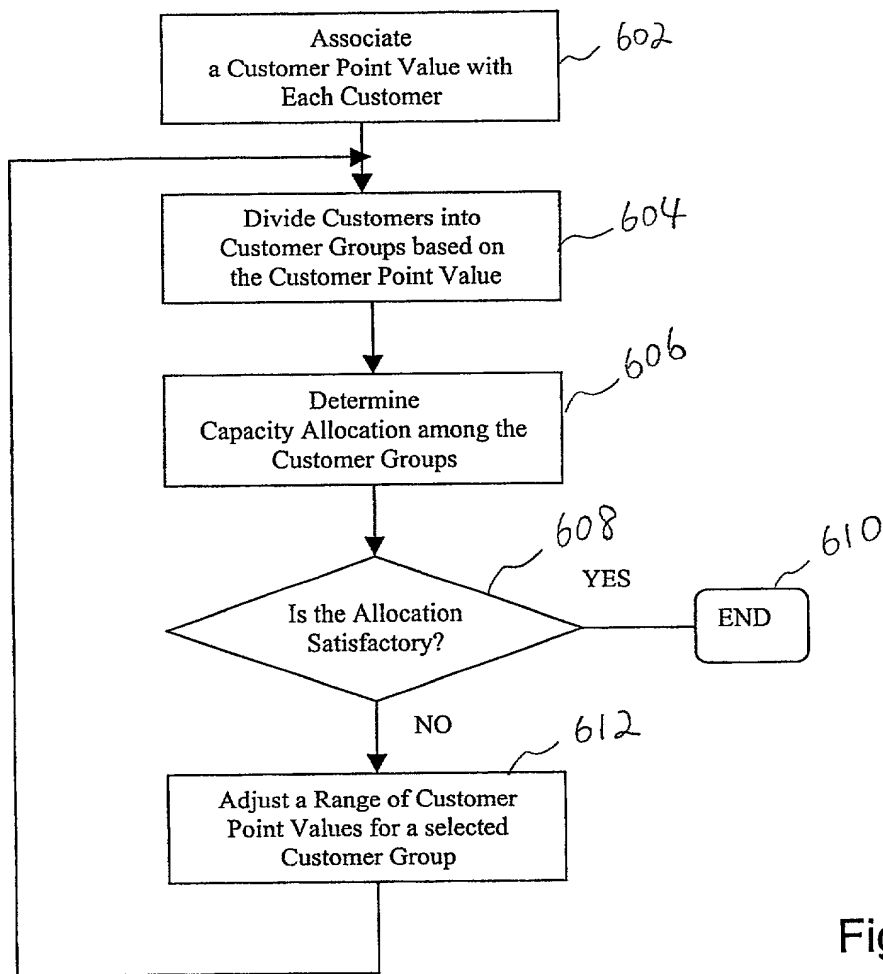 Associate
a Customer Point Value with
Each Customer
602
Divide Customers into
Customer Groups based on
the Customer Point Value
604
Determine
Capacity Allocation among the
Customer Groups
606
Is the Allocation
Satisfactory?
608
YES
END
610
NO
Adjust a Range of Customer
Point Values for a selected
Customer Group
612
Fig